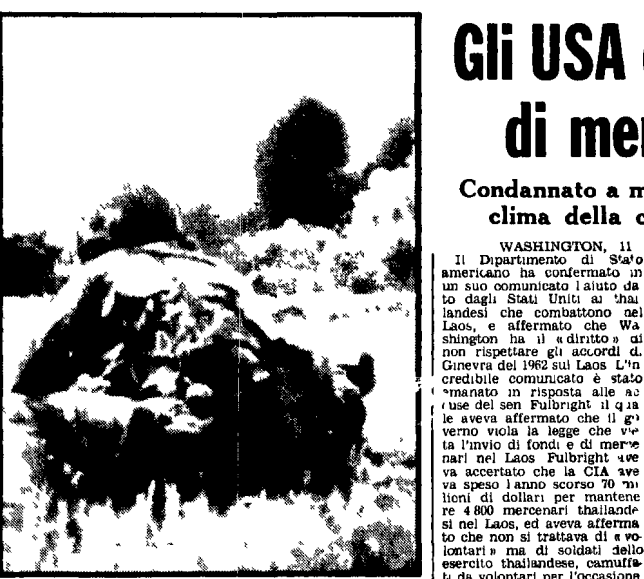 Gli USA
di
Condannato a
clima della
WASHINGTON, 11
Il Dipartimento di Stato
americano ha confermato in
un suo comunicato l aiuto da
to dagli Stati Uniti ai thai
landesi che combattono nel
Laos, e affermato che Wa
shington ha il « diritto » di
non rispettare gli accordi di
Ginevra del 1962 sul Laos L'in
credibile comunicato è stato
emanato in risposta alle ac
cuse del sen Fulbright il qua
le aveva affermato che il go
verno viola la legge che vie
ta l'invio di fondi e di merce
nari nel Laos Fulbright ave
va accertato che la CIA ave
va speso l anno scorso 70 mi
lioni di dollari per mantene
re 4 800 mercenari thailande
si nel Laos, ed aveva afferma
to che non si trattava di « vo
lontari » ma di soldati dello
esercito thailandese, camuffa
ti da volontari per l'occasione